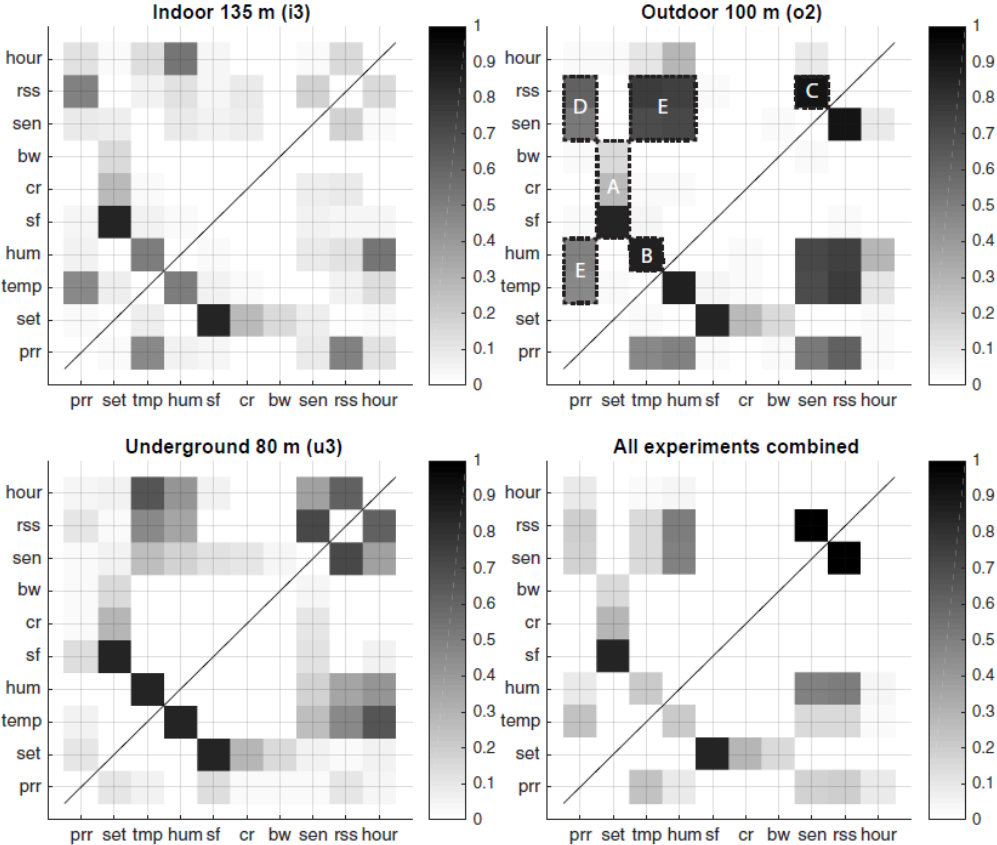 Indoor 135 m (i3)
hour
rss
sen
bw
cr
sf
hum
temp
set
prr
prr set tmp hum sf cr bw sen rss hour
1
0.9
0.8
0.7
0.6
0.5
0.4
0.3
0.2
0.1
0
Outdoor 100 m (o2)
hour
rss
sen
bw
cr
sf
hum
temp
set
prr
D
E
C
A
B
E
prr set tmp hum sf cr bw sen rss hour
1
0.9
0.8
0.7
0.6
0.5
0.4
0.3
0.2
0.1
0
Underground 80 m (u3)
hour
rss
sen
bw
cr
sf
hum
temp
set
prr
prr set tmp hum sf cr bw sen rss hour
1
0.9
0.8
0.7
0.6
0.5
0.4
0.3
0.2
0.1
0
All experiments combined
hour
rss
sen
bw
cr
sf
hum
temp
set
prr
prr set tmp hum sf cr bw sen rss hour
1
0.9
0.8
0.7
0.6
0.5
0.4
0.3
0.2
0.1
0